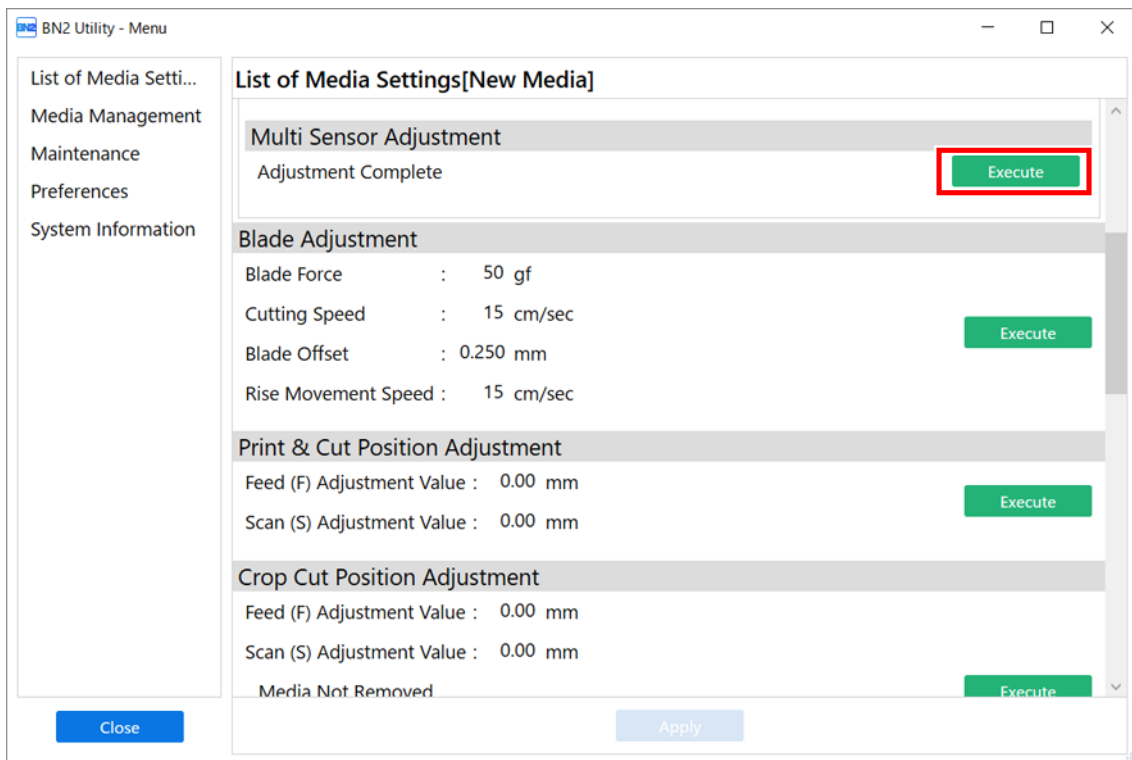 BN2 BN2 Utility - Menu
List of Media Setti...
Media Management
Maintenance
Preferences
System Information
Close
List of Media Settings[New Media]
Multi Sensor Adjustment
Adjustment Complete Execute
Blade Adjustment
Blade Force : 50 gf
Cutting Speed : 15 cm/sec
Blade Offset : 0.250 mm
Execute
Rise Movement Speed : 15 cm/sec
Print & Cut Position Adjustment
Feed (F) Adjustment Value : 0.00 mm
Execute
Scan (S) Adjustment Value : 0.00 mm
Crop Cut Position Adjustment
Feed (F) Adjustment Value : 0.00 mm
Scan (S) Adjustment Value : 0.00 mm
Media Not Removed Execute
Apply